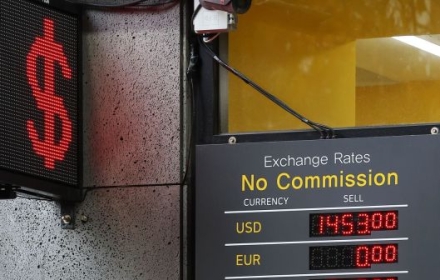 $
Exchange Rates
No Commission
CURRENCY SELL
USD 1453.00
EUR 0.00